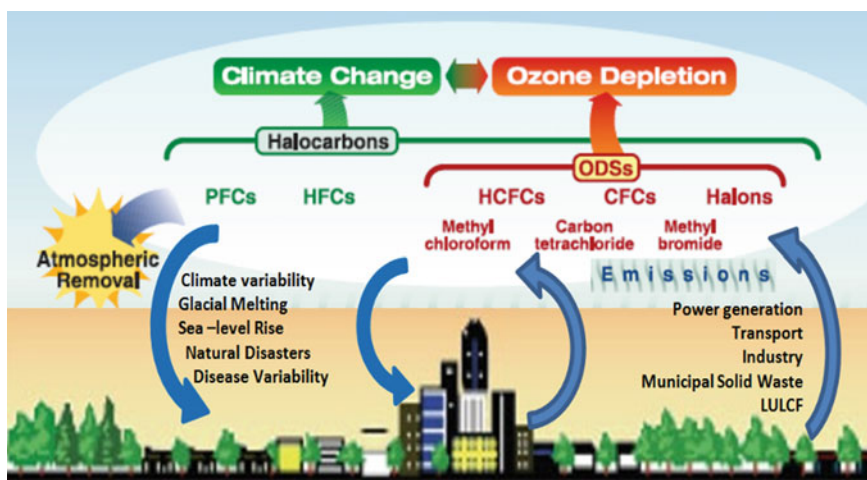 Climate Change
Ozone Depletion
Halocarbons
ODSs
PFCs
HFCs
HCFCs
CFCs
Halons
Methyl
chloroform
Carbon
tetrachloride
Methyl
bromide
Atmospheric
Removal
Emissions
Climate variability
Glacial Melting
Sea –level Rise
Natural Disasters
Disease Variability
Power generation
Transport
Industry
Municipal Solid Waste
LULCF